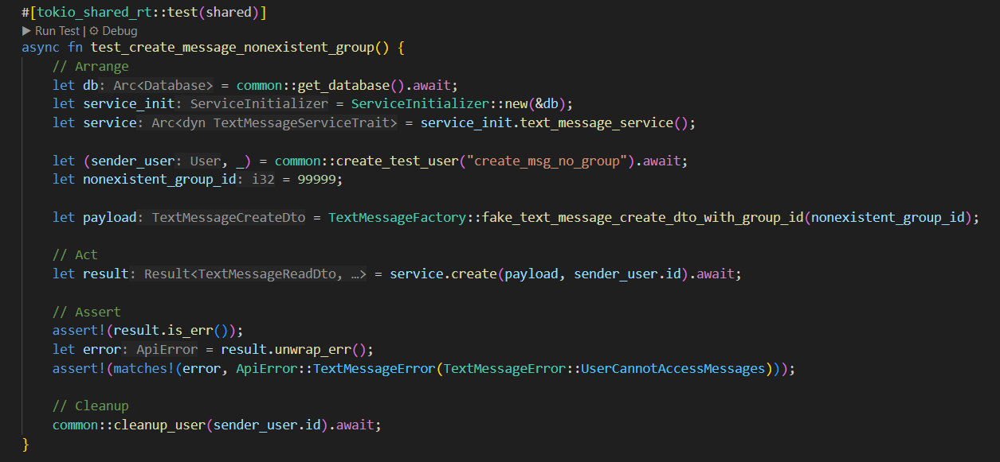 #[tokio_shared_rt::test(shared)]
▶ Run Test | ⚙ Debug
async fn test_create_message_nonexistent_group() {
    // Arrange
    let db: Arc<Database> = common::get_database().await;
    let service_init: ServiceInitializer = ServiceInitializer::new(&db);
    let service: Arc<dyn TextMessageServiceTrait> = service_init.text_message_service();

    let (sender_user: User, _) = common::create_test_user("create_msg_no_group").await;
    let nonexistent_group_id: i32 = 99999;

    let payload: TextMessageCreateDto = TextMessageFactory::fake_text_message_create_dto_with_group_id(nonexistent_group_id);

    // Act
    let result: Result<TextMessageReadDto, …> = service.create(payload, sender_user.id).await;

    // Assert
    assert!(result.is_err());
    let error: ApiError = result.unwrap_err();
    assert!(matches!(error, ApiError::TextMessageError(TextMessageError::UserCannotAccessMessages)));

    // Cleanup
    common::cleanup_user(sender_user.id).await;
}